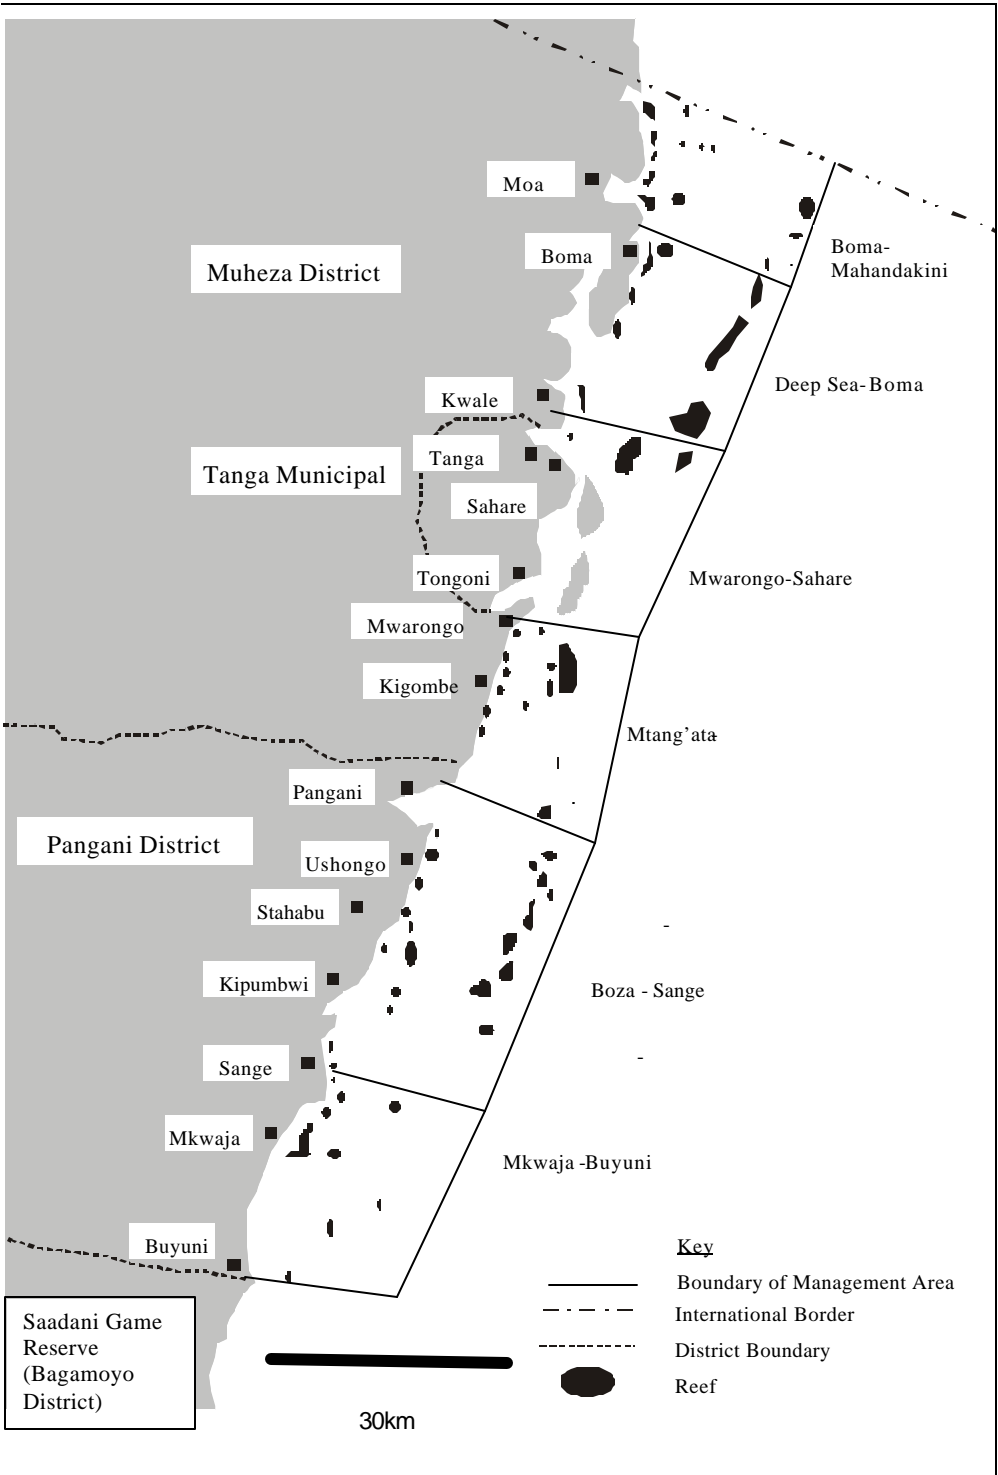 Moa
Boma-
Mahandakini
Boma
Muheza District
Deep Sea-Boma
Kwale
Tanga
Tanga Municipal
Sahare
Tongoni
Mwarongo-Sahare
Mwarongo
Kigombe
Mtang'ata-
Pangani
Pangani District
Ushongo
Stahabu
-
Kipumbwi
Boza - Sange
-
Sange
Mkwaja
Mkwaja -Buyuni
Buyuni
Key
Boundary of Management Area
International Border
District Boundary
Reef
Saadani Game
Reserve
(Bagamoyo
District)
30km